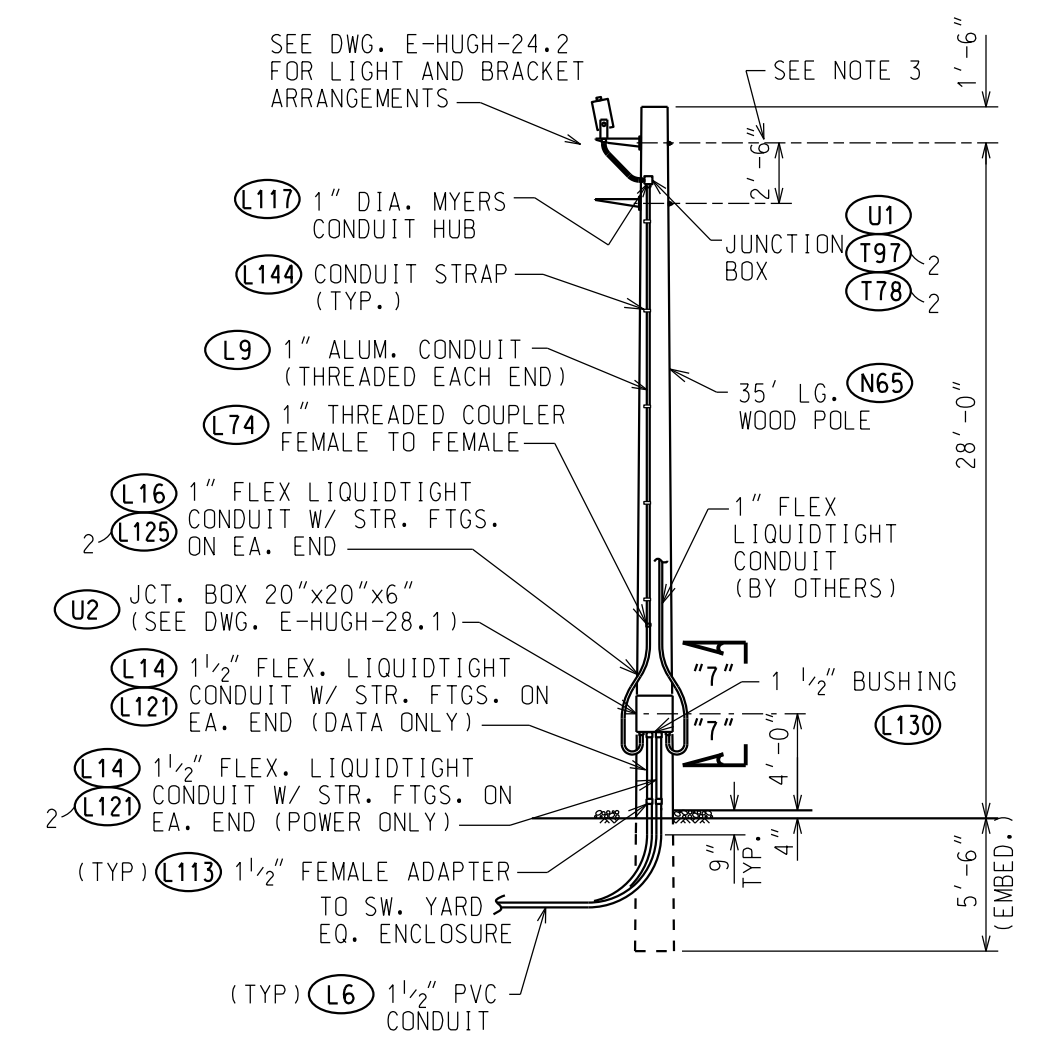 SEE DWG. E-HUGH-24.2
FOR LIGHT AND BRACKET
ARRANGEMENTS
SEE NOTE 3
1'-6"
2'-6"
L117 1" DIA. MYERS
CONDUIT HUB
JUNCTION
BOX
U1
T97 2
T78 2
L144 CONDUIT STRAP
(TYP.)
L9 1" ALUM. CONDUIT
(THREADED EACH END)
35' LG.
WOOD POLE
N65
28'-0"
L74 1" THREADED COUPLER
FEMALE TO FEMALE
L16 1" FLEX LIQUIDTIGHT
2 L125 CONDUIT W/ STR. FTGS.
ON EA. END
1" FLEX
LIQUIDTIGHT
CONDUIT
(BY OTHERS)
U2 JCT. BOX 20"x20"x6"
(SEE DWG. E-HUGH-28.1)
"7"
"7"
1 1/2" BUSHING
L130
L14 1 1/2" FLEX. LIQUIDTIGHT
L121 CONDUIT W/ STR. FTGS. ON
EA. END (DATA ONLY)
4'-0"
L14 1 1/2" FLEX. LIQUIDTIGHT
2 L121 CONDUIT W/ STR. FTGS. ON
EA. END (POWER ONLY)
9"
TYP.
4"
5'-6"
(EMBED.)
(TYP) L113 1 1/2" FEMALE ADAPTER
TO SW. YARD
EQ. ENCLOSURE
(TYP) L6 1 1/2" PVC
CONDUIT